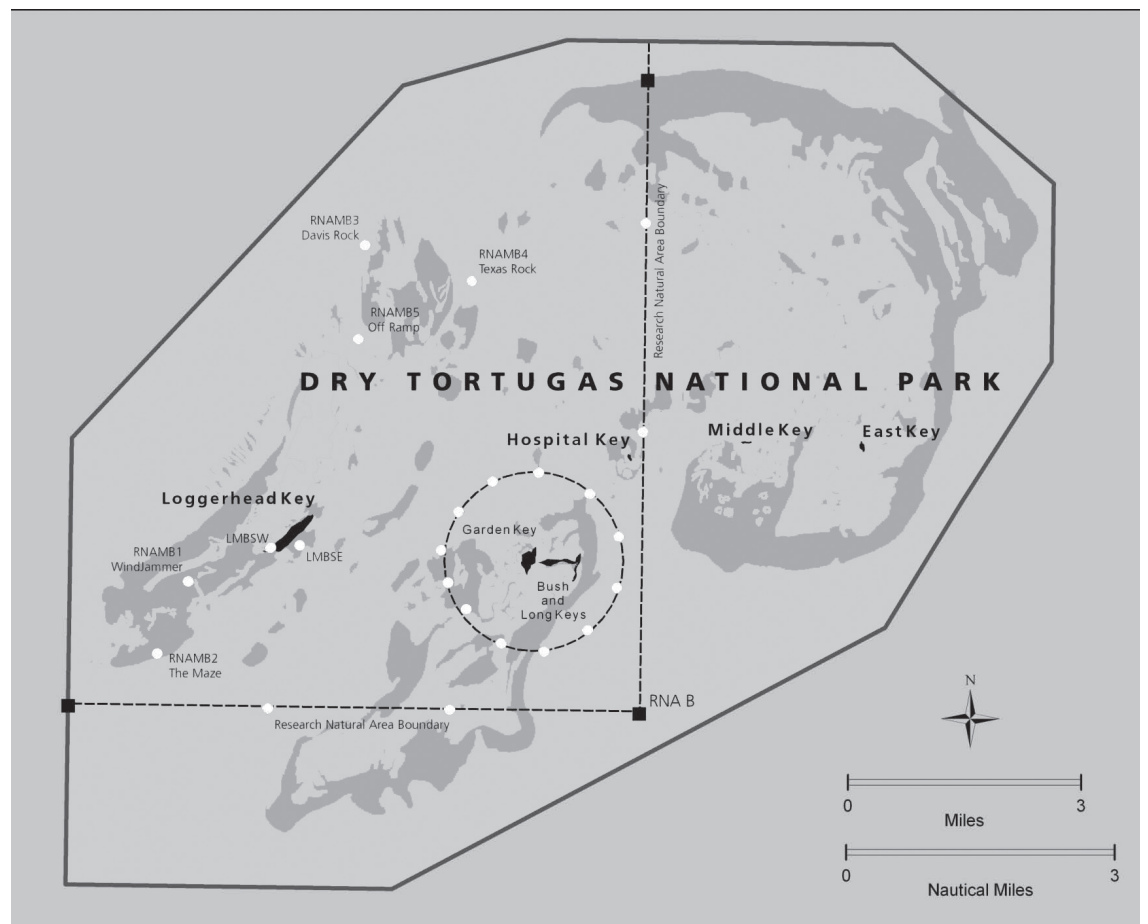 RNAMB3
Davis Rock
RNAMB4
Texas Rock
Research Natural Area Boundary
RNAMB5
Off Ramp
DRY TORTUGAS NATIONAL PARK
Hospital Key
Middle Key
East Key
Loggerhead Key
Garden Key
LMBSW
LMBSE
RNAMB1
WindJammer
Bush
and
Long Keys
RNAMB2
The Maze
RNA B
Research Natural Area Boundary
N
0 3
Miles
0 3
Nautical Miles